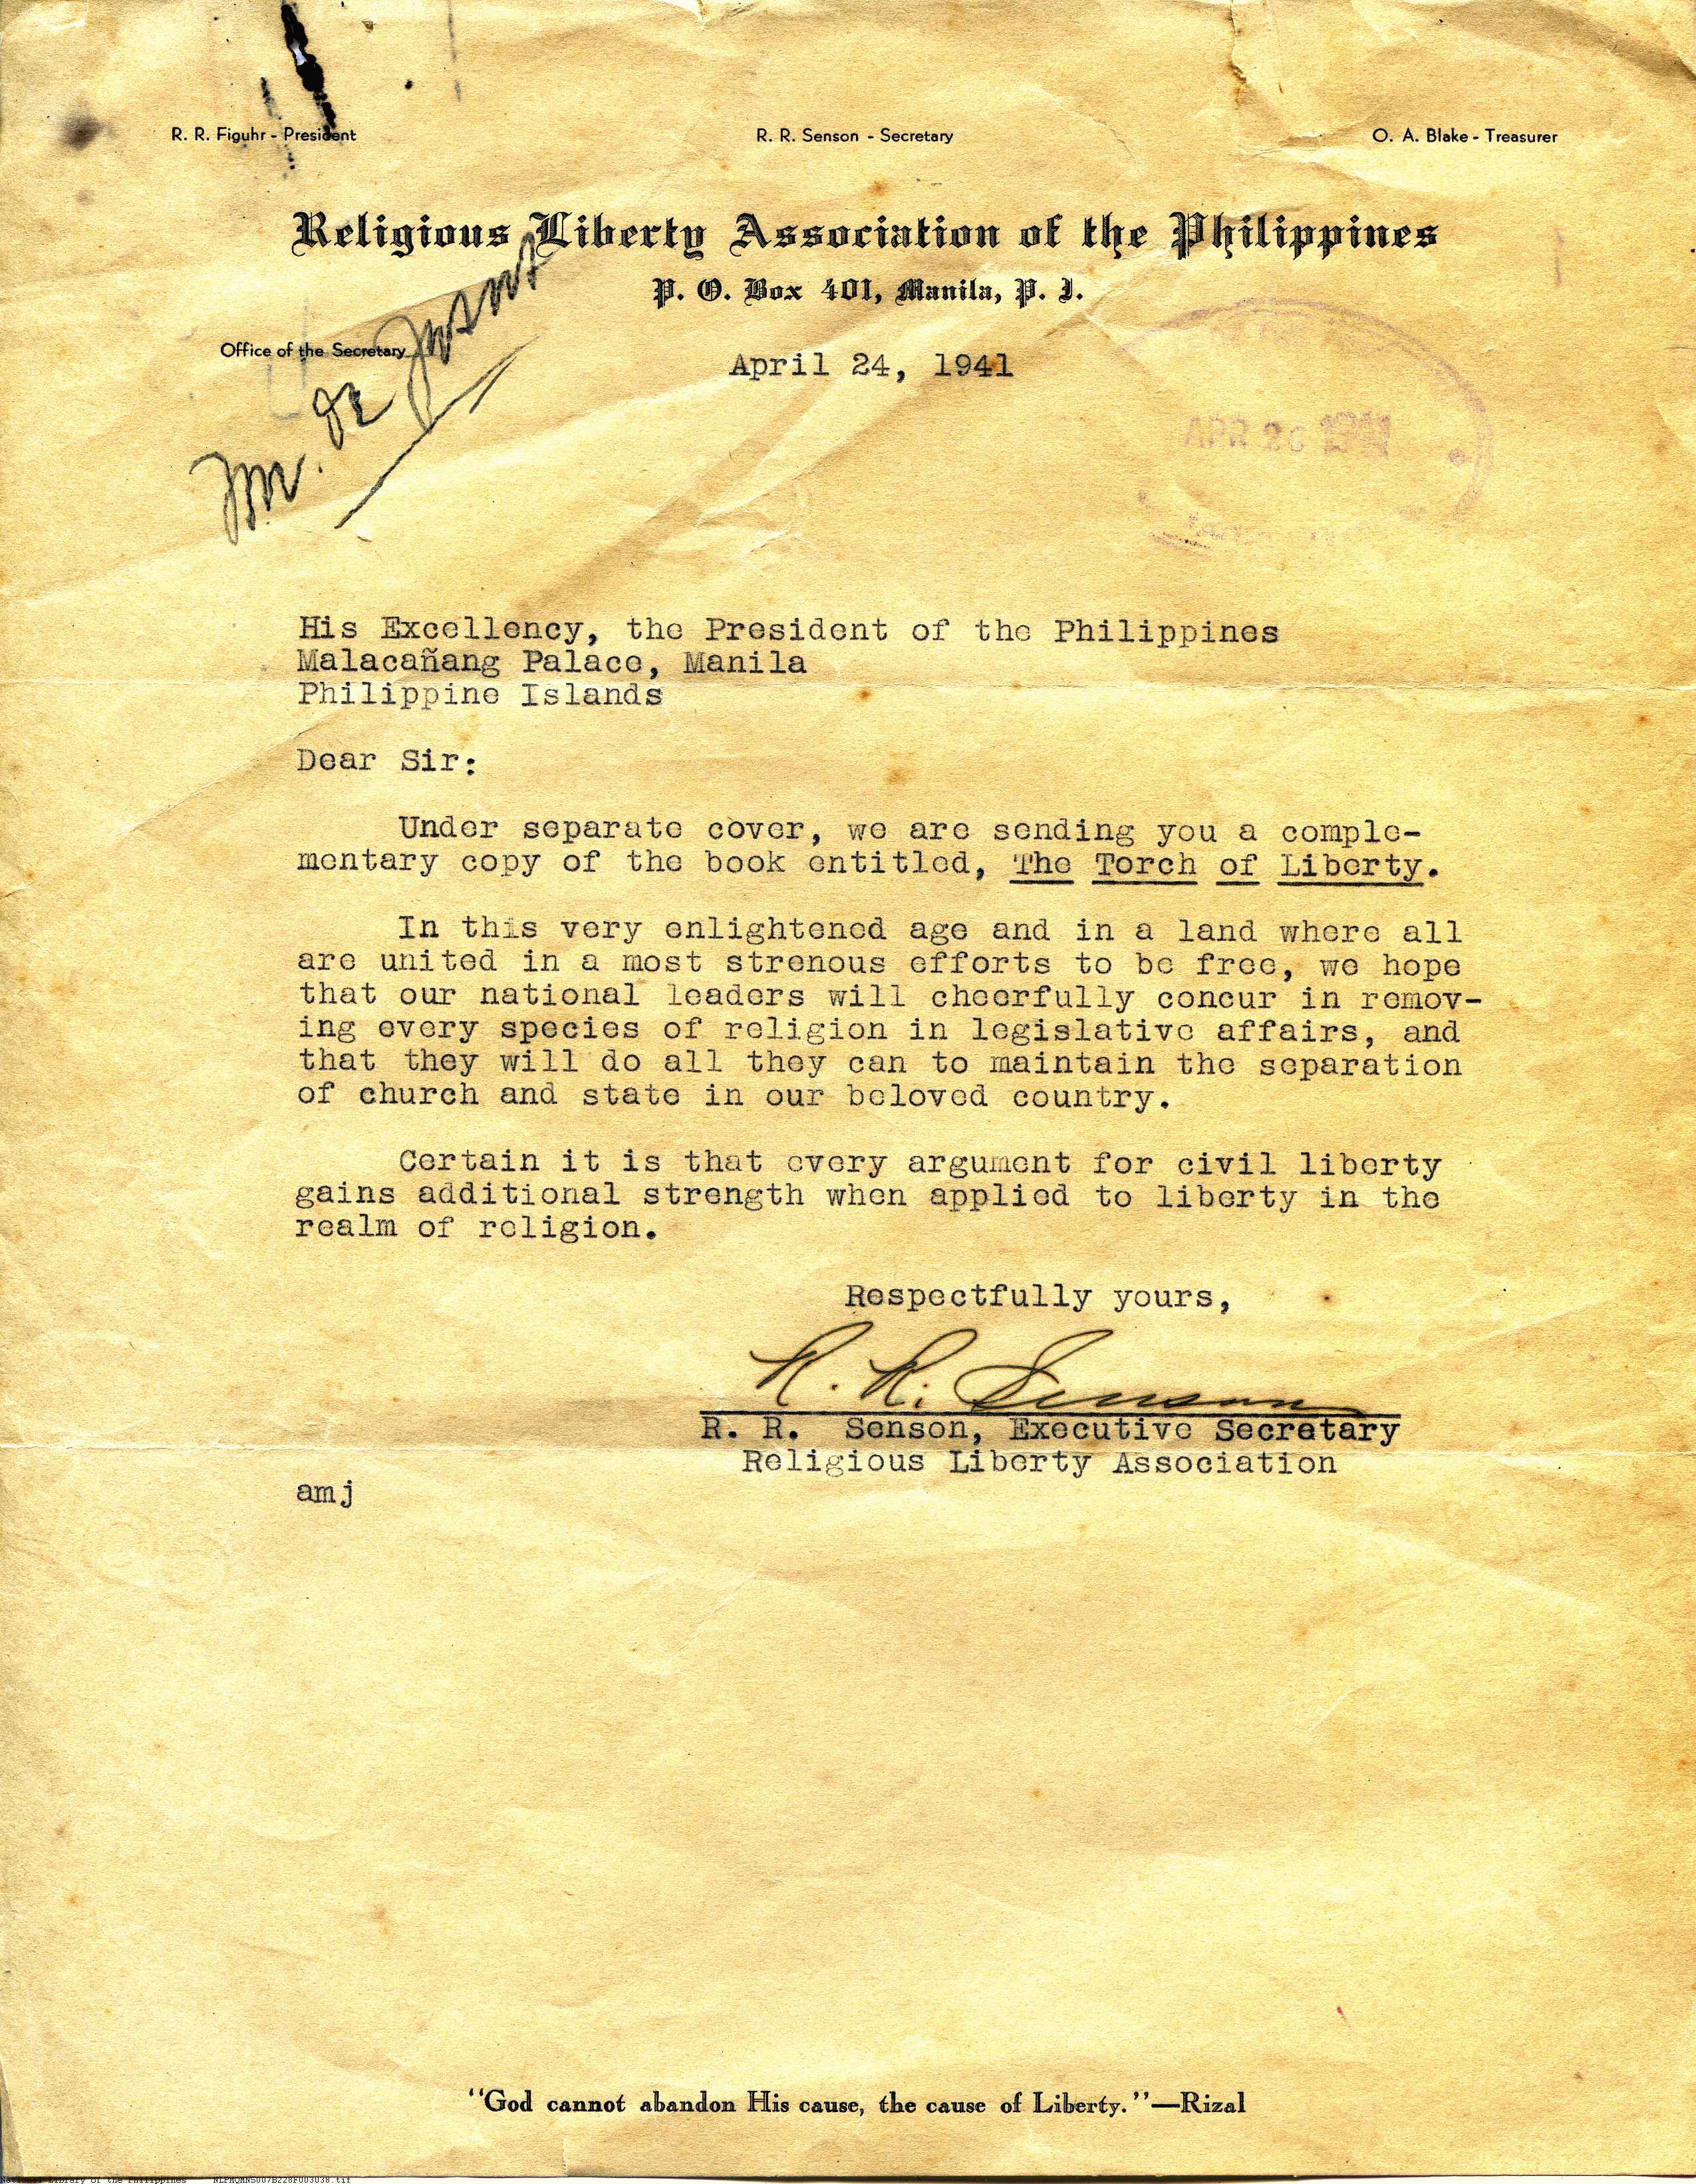 R. R. Figuhr - President
R. R. Senson - Secretary
O. A. Blake - Treasurer
Religious Liberty Association of the Philippines
P. O. Box 401, Manila, P. I.
Office of the Secretary
April 24, 1941
Mr. de
APR 1941
His Excellency, the President of the Philippines
Malacañang Palace, Manila
Philippine Islands
Dear Sir:
Under separate cover, we are sending you a comple-
mentary copy of the book entitled, The Torch of Liberty.
In this very enlightened age and in a land where all
are united in a most strenous efforts to be free, we hope
that our national leaders will cheerfully concur in remov-
ing every species of religion in legislative affairs, and
that they will do all they can to maintain the separation
of church and state in our beloved country.
Certain it is that every argument for civil liberty
gains additional strength when applied to liberty in the
realm of religion.
Respectfully yours,
R. R. Senson
R. R. Senson, Executive Secretary
Religious Liberty Association
amj
"God cannot abandon His cause, the cause of Liberty."—Rizal
National Library of the Philippines